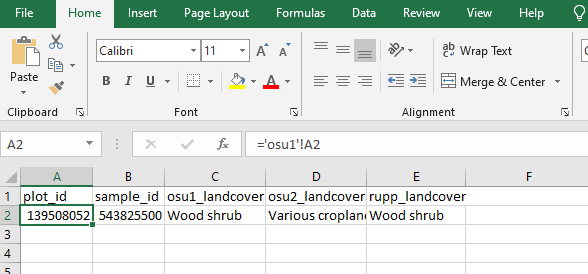 File Home Insert Page Layout Formulas Data Review View Help
Paste Calibri 11 A A ab Wrap Text
B I U A Merge & Center
Clipboard Font Alignment
A2 fx ='osu1'!A2
A B C D E F
1 plot_id sample_id osu1_landcover osu2_landcover rupp_landcover
2 139508052 543825500 Wood shrub Various croplan Wood shrub
3
4
5